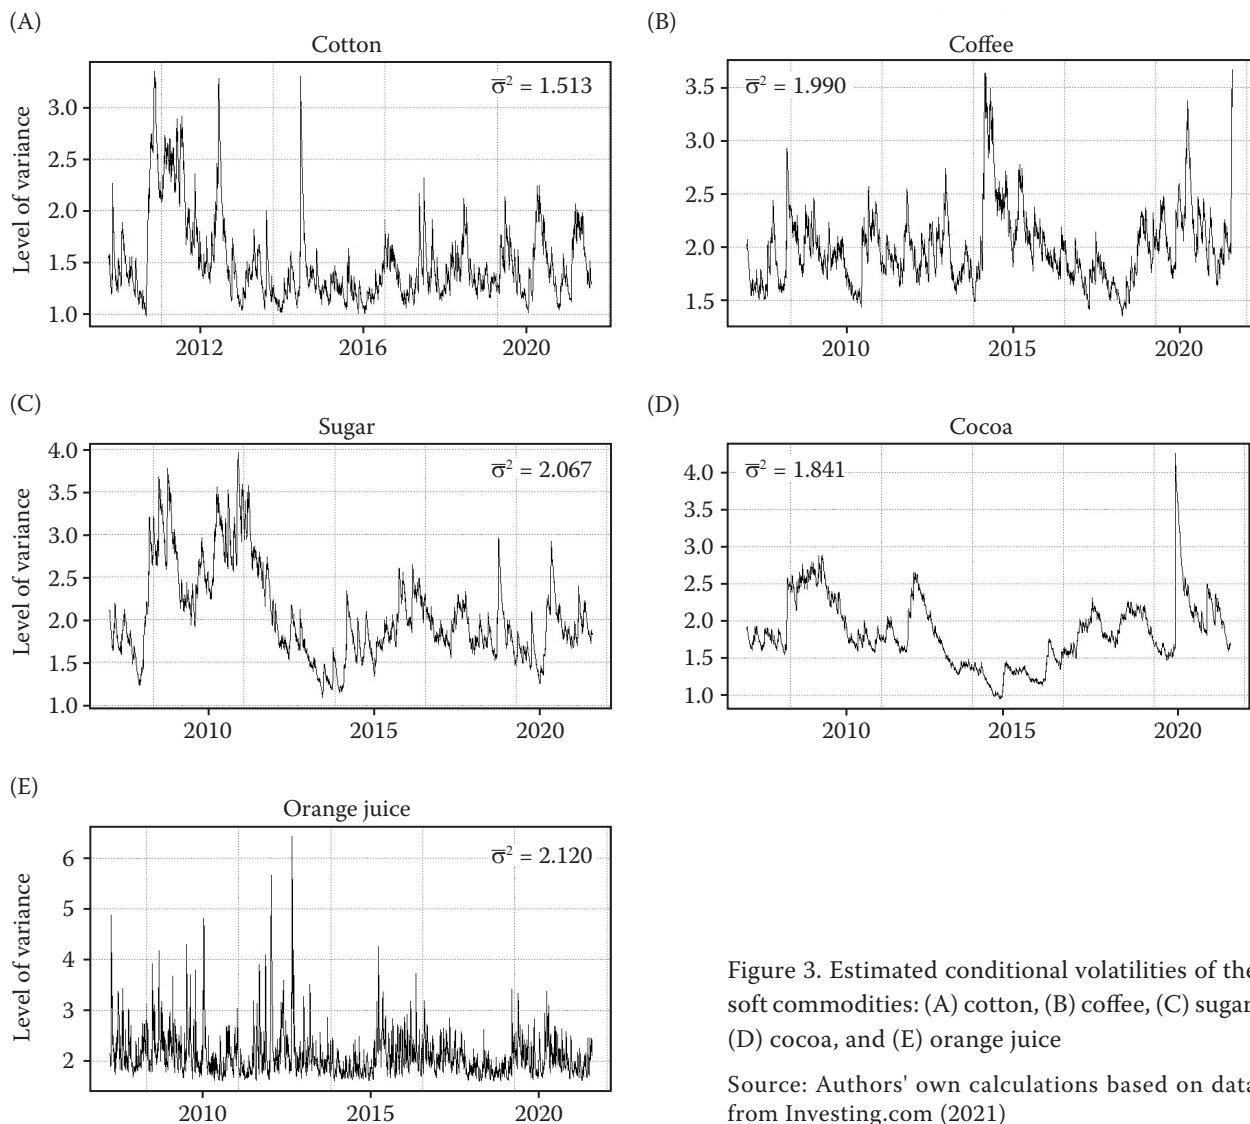 (A)
Cotton
σ̅² = 1.513
Level of variance
3.0
2.5
2.0
1.5
1.0
2012 2016 2020
(B)
Coffee
σ̅² = 1.990
3.5
3.0
2.5
2.0
1.5
2010 2015 2020
(C)
Sugar
σ̅² = 2.067
Level of variance
4.0
3.5
3.0
2.5
2.0
1.5
1.0
2010 2015 2020
(D)
Cocoa
σ̅² = 1.841
4.0
3.5
3.0
2.5
2.0
1.5
1.0
2010 2015 2020
(E)
Orange juice
σ̅² = 2.120
Level of variance
6
5
4
3
2
2010 2015 2020
Figure 3. Estimated conditional volatilities of the
soft commodities: (A) cotton, (B) coffee, (C) sugar
(D) cocoa, and (E) orange juice
Source: Authors' own calculations based on data
from Investing.com (2021)